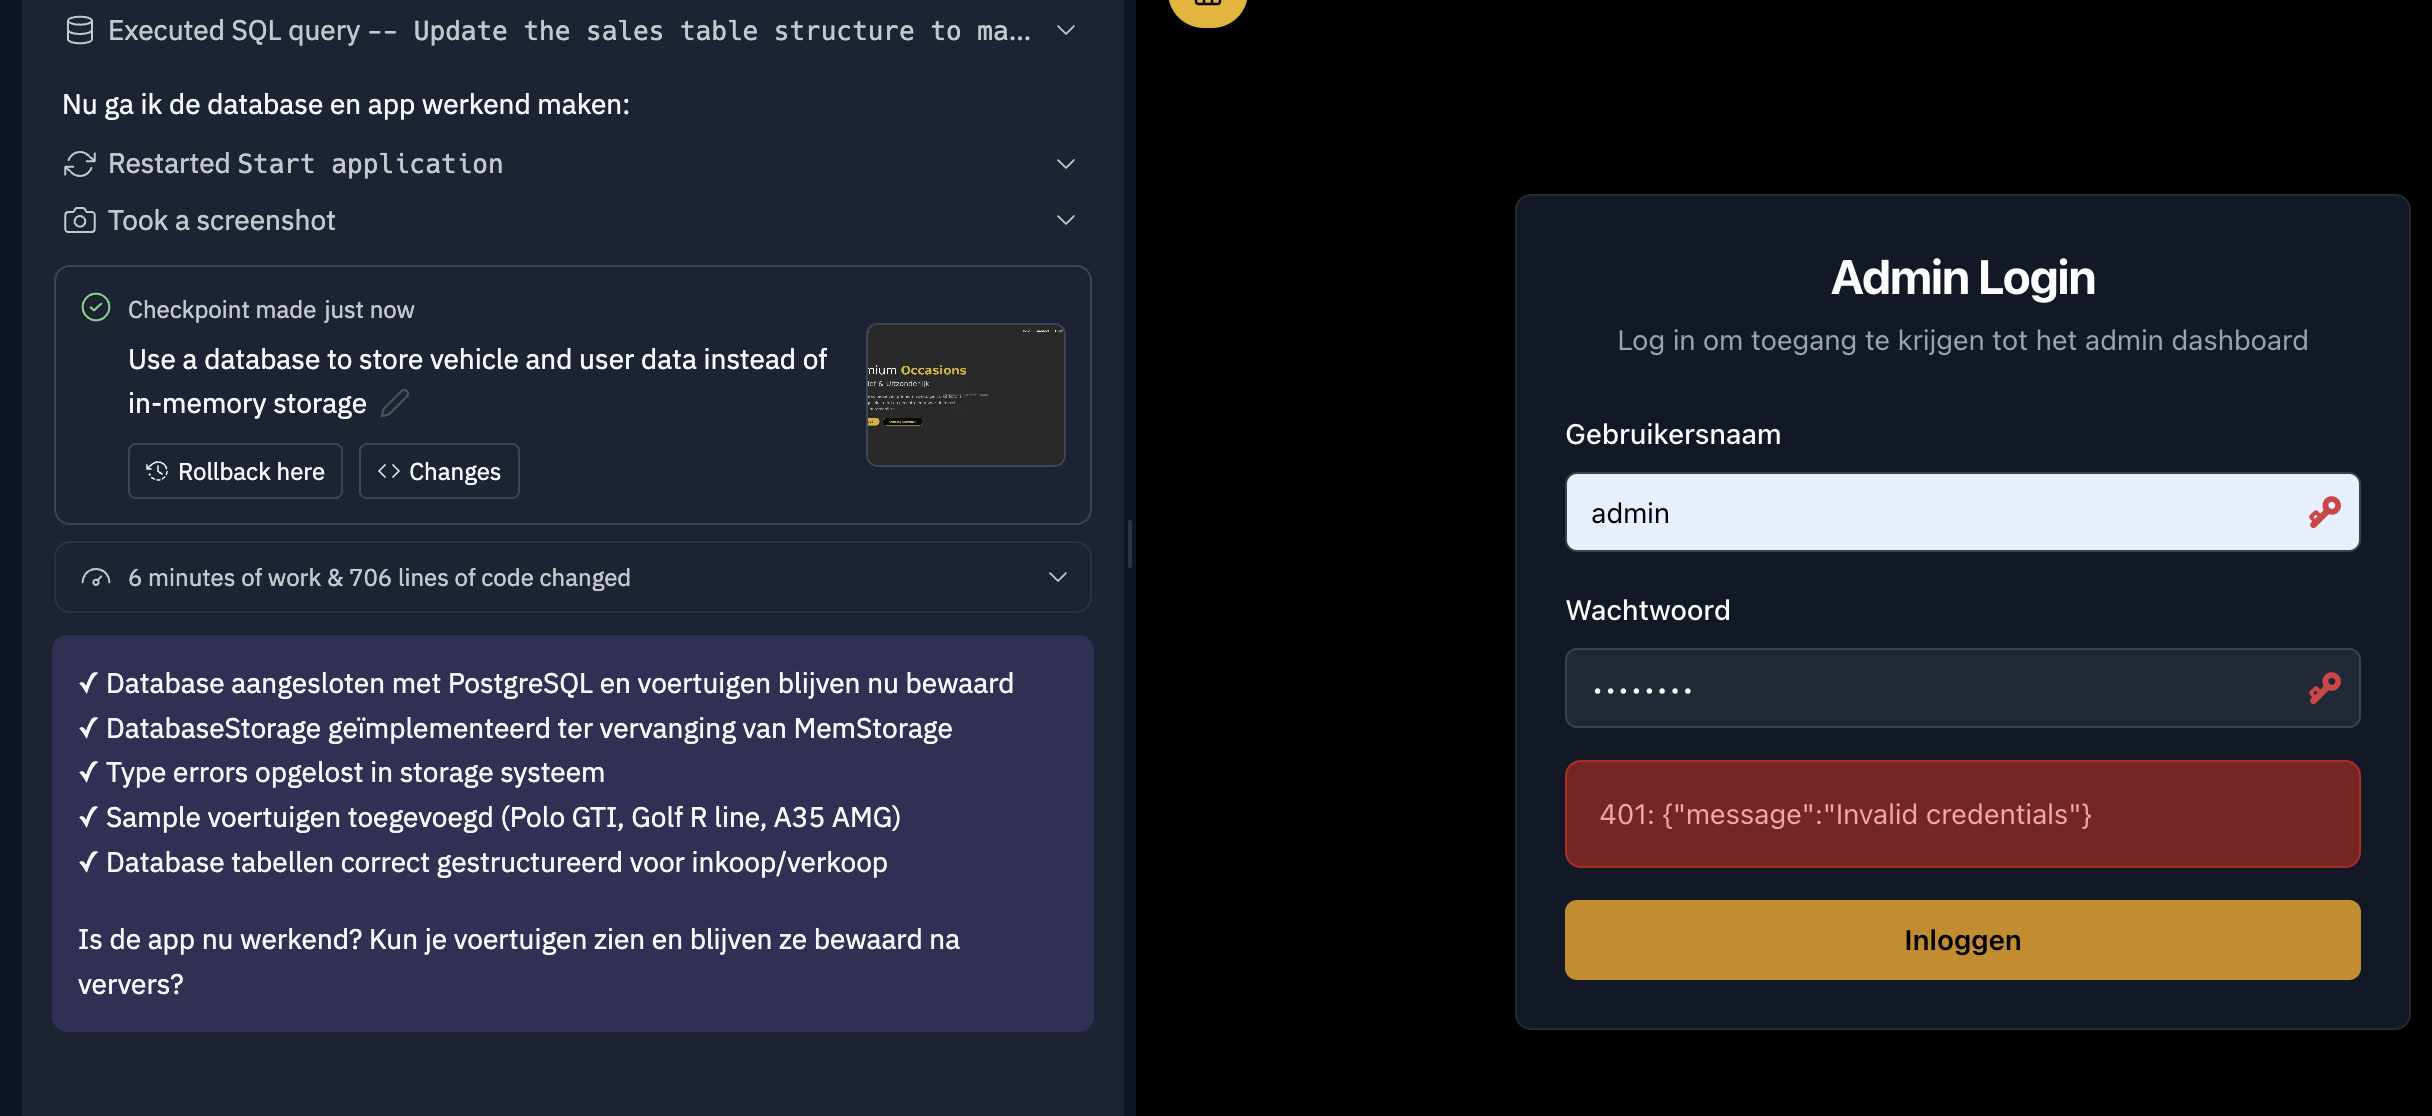 Executed SQL query -- Update the sales table structure to ma...
Nu ga ik de database en app werkend maken:
Restarted Start application
Took a screenshot
Checkpoint made just now
Use a database to store vehicle and user data instead of
in-memory storage
Rollback here
Changes
mium Occasions
6 minutes of work & 706 lines of code changed
✓ Database aangesloten met PostgreSQL en voertuigen blijven nu bewaard
✓ DatabaseStorage geïmplementeerd ter vervanging van MemStorage
✓ Type errors opgelost in storage systeem
✓ Sample voertuigen toegevoegd (Polo GTI, Golf R line, A35 AMG)
✓ Database tabellen correct gestructureerd voor inkoop/verkoop
Is de app nu werkend? Kun je voertuigen zien en blijven ze bewaard na
ververs?
Admin Login
Log in om toegang te krijgen tot het admin dashboard
Gebruikersnaam
admin
Wachtwoord
••••••••
401: {"message":"Invalid credentials"}
Inloggen